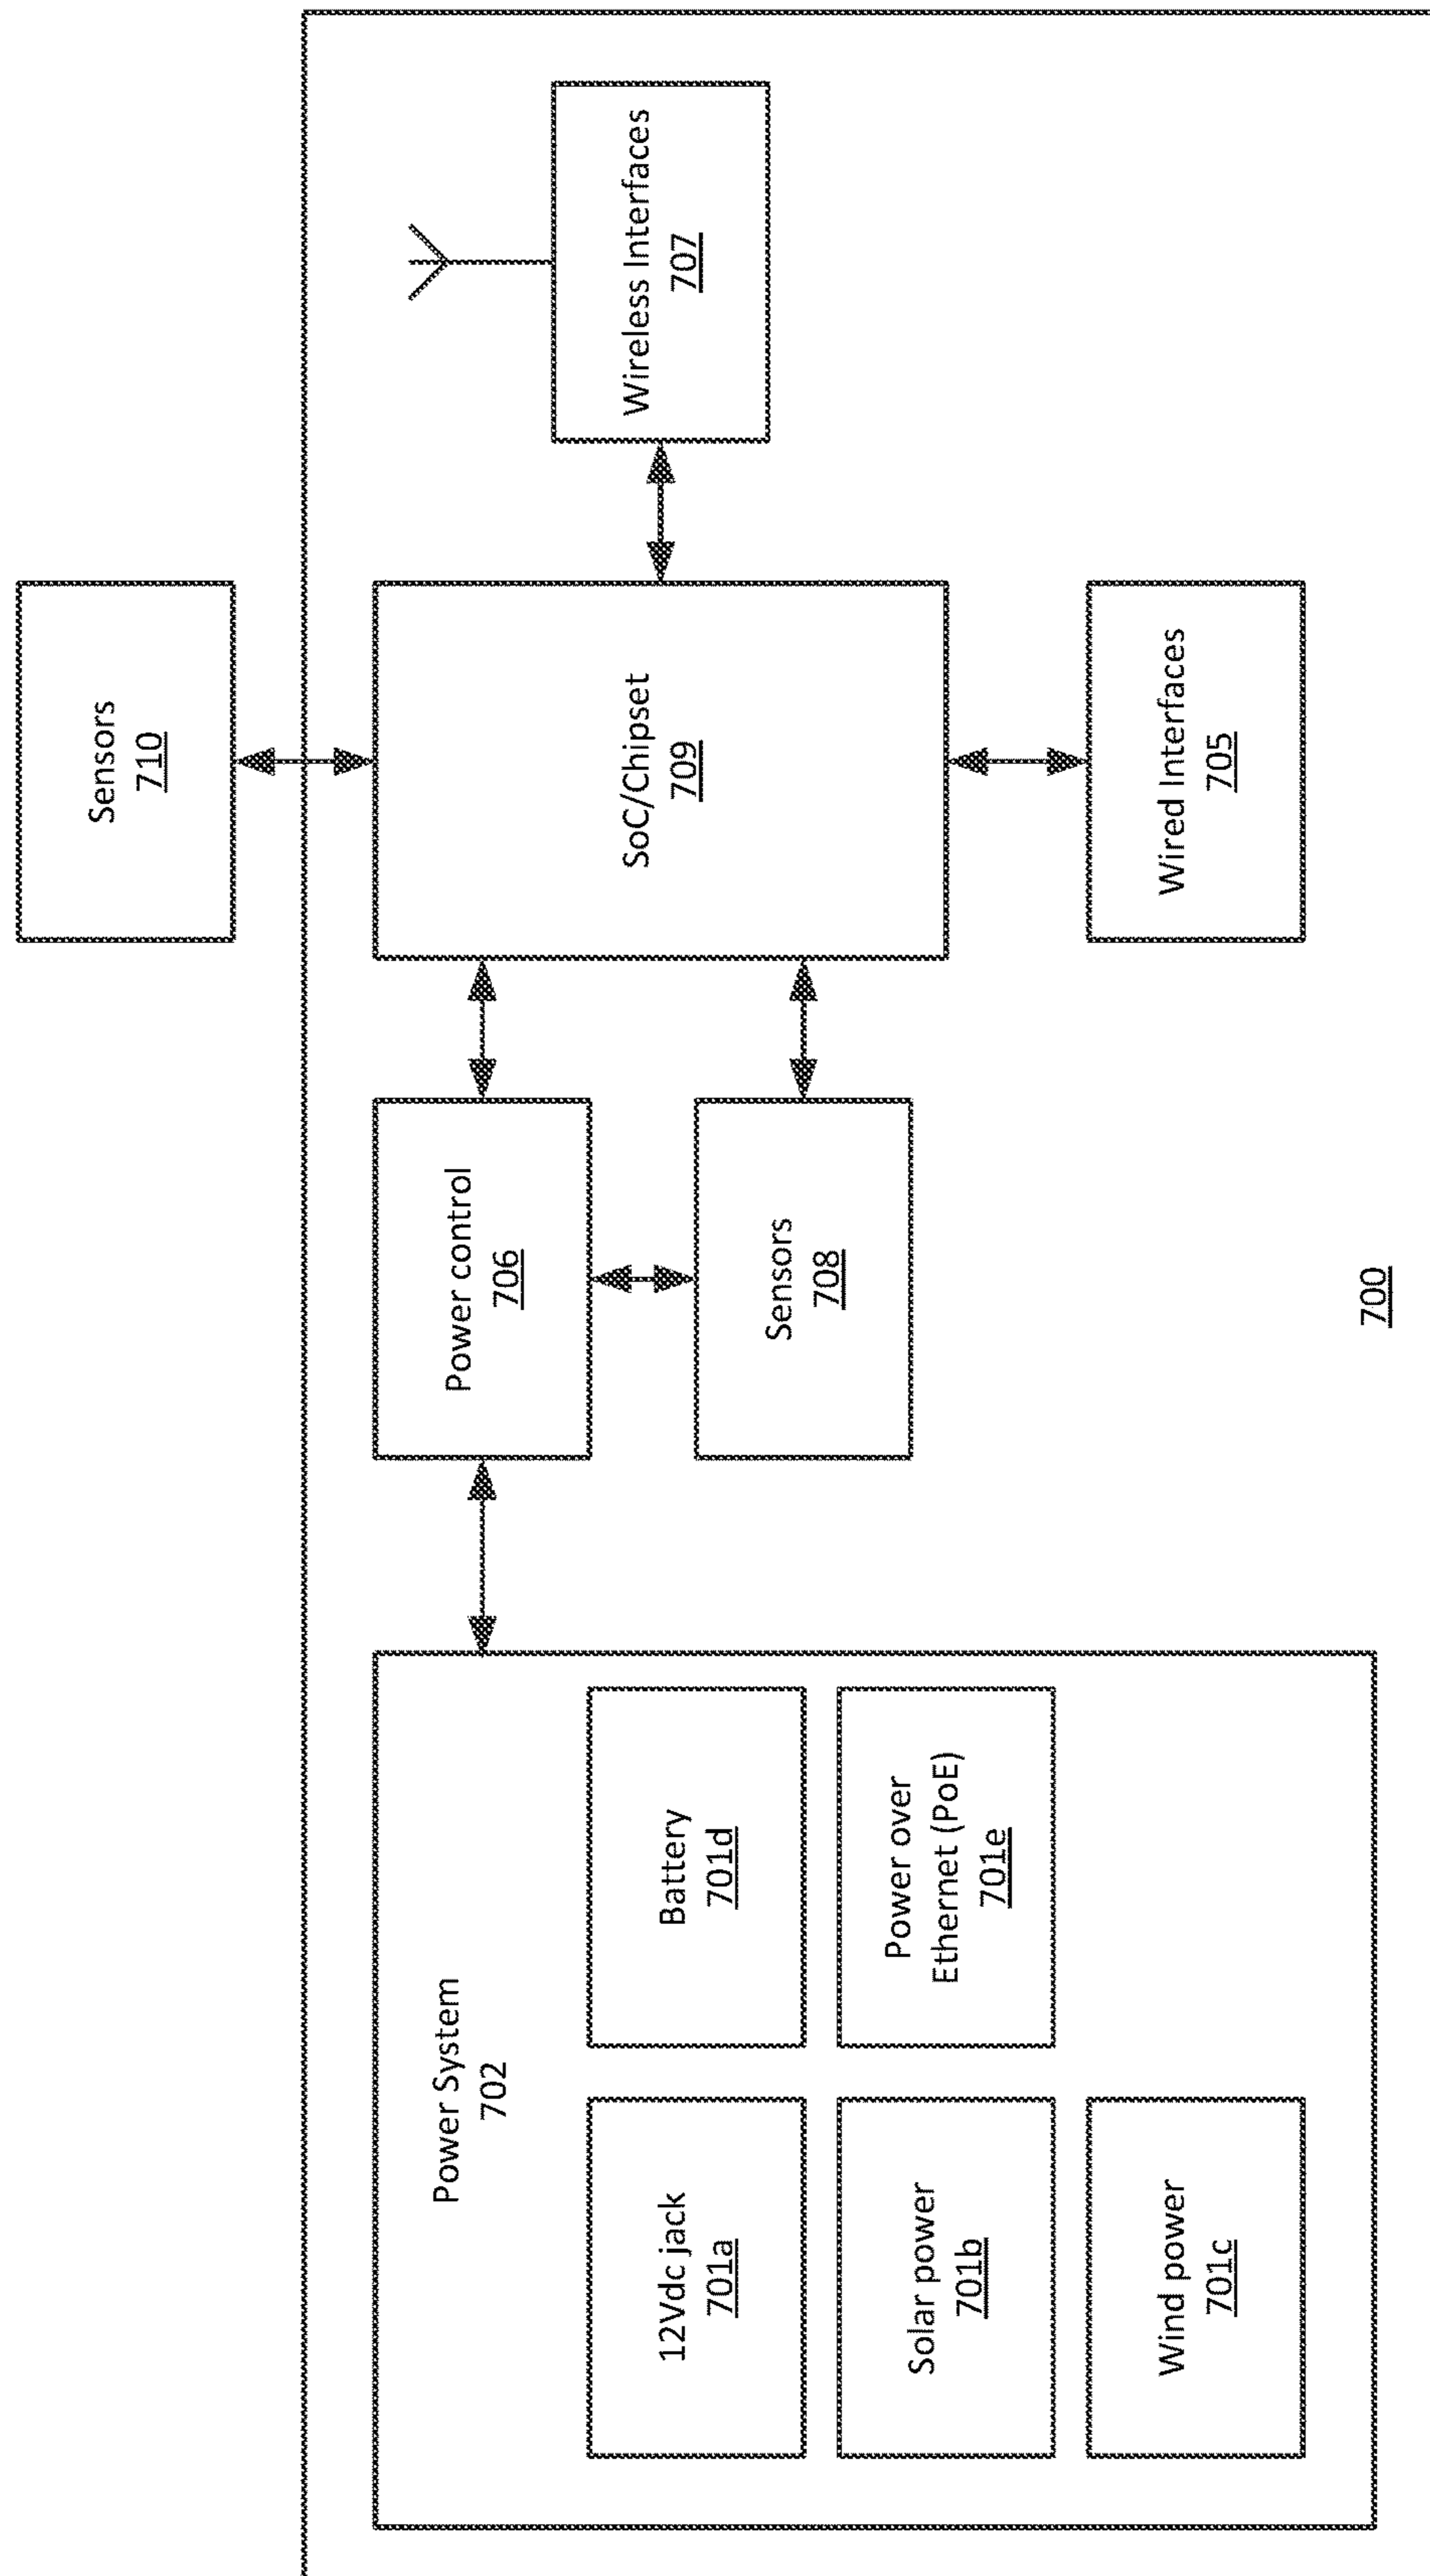 Sensors
710
Power System
702
12Vdc jack
701a
Battery
701d
Solar power
701b
Power over
Ethernet (PoE)
701e
Wind power
701c
Power control
706
Sensors
708
SoC/Chipset
709
Wireless Interfaces
707
Wired Interfaces
705
700